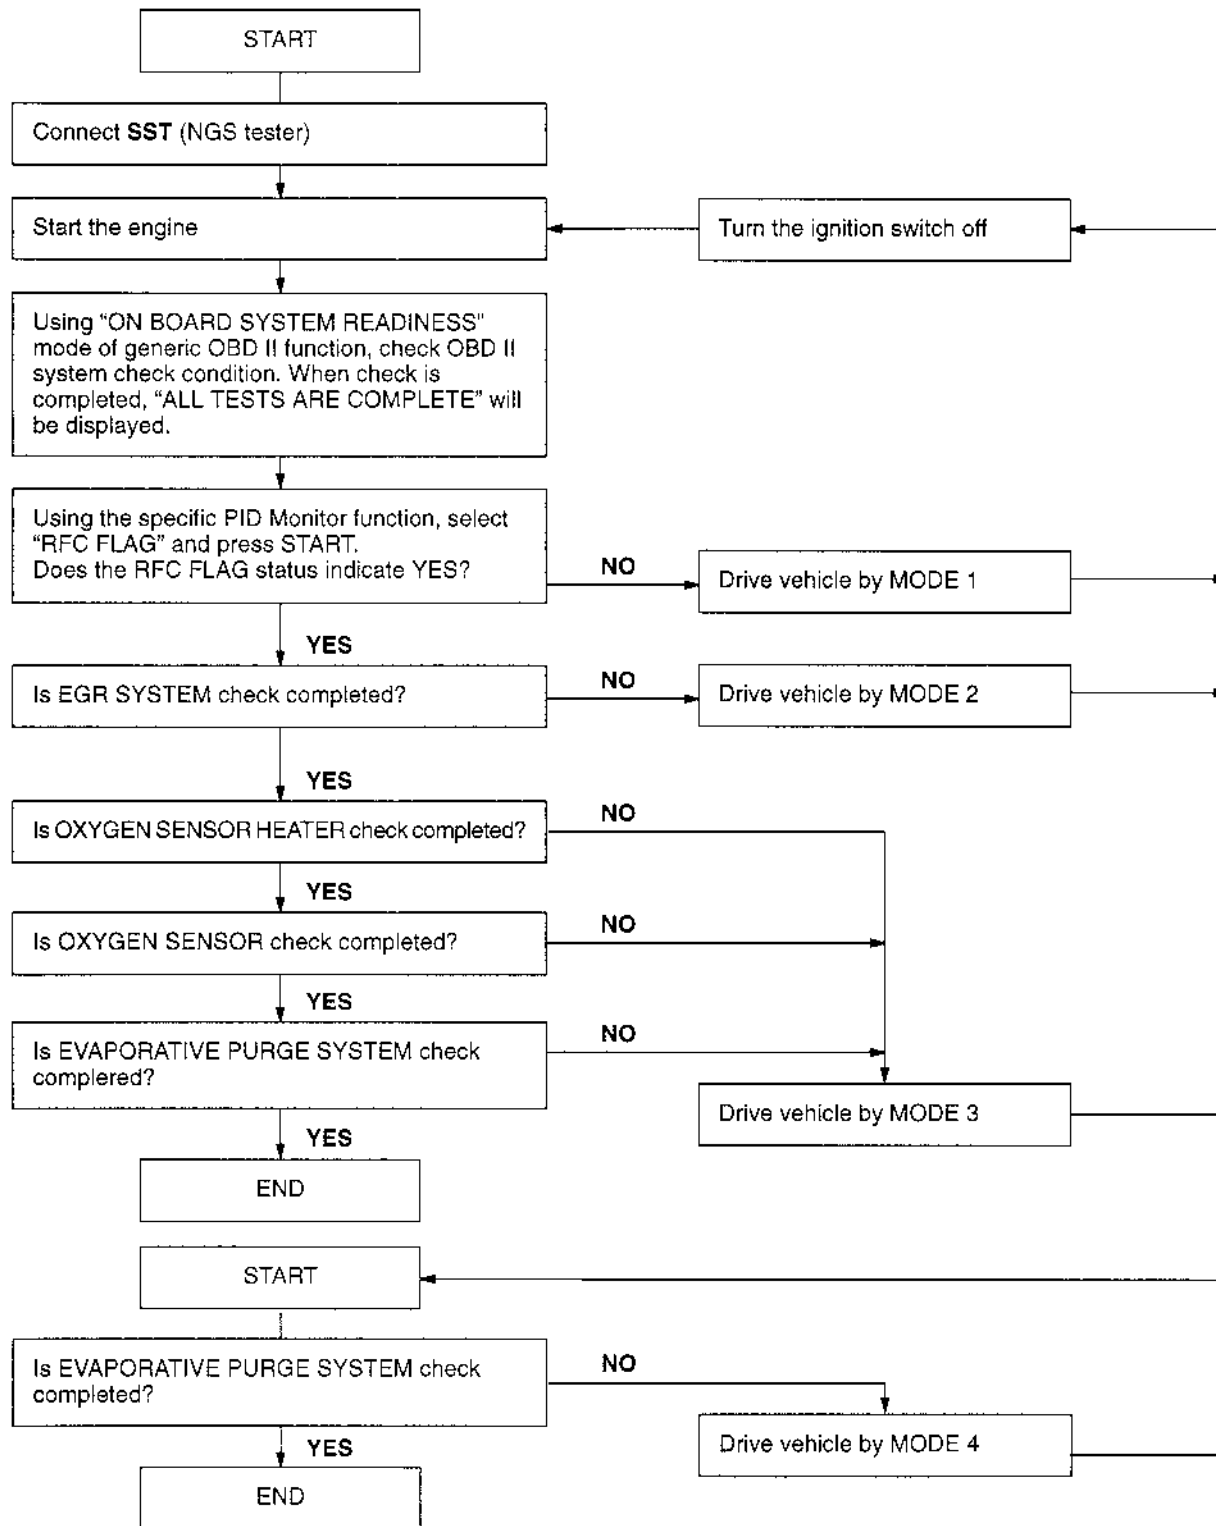 START
Connect SST (NGS tester)
Start the engine
Turn the ignition switch off
Using “ON BOARD SYSTEM READINESS”
mode of generic OBD II function, check OBD II
system check condition. When check is
completed, “ALL TESTS ARE COMPLETE” will
be displayed.
Using the specific PID Monitor function, select
“RFC FLAG” and press START.
Does the RFC FLAG status indicate YES?
NO
Drive vehicle by MODE 1
YES
Is EGR SYSTEM check completed?
NO
Drive vehicle by MODE 2
YES
Is OXYGEN SENSOR HEATER check completed?
NO
YES
Is OXYGEN SENSOR check completed?
NO
YES
Is EVAPORATIVE PURGE SYSTEM check
complered?
NO
Drive vehicle by MODE 3
YES
END
START
Is EVAPORATIVE PURGE SYSTEM check
completed?
NO
Drive vehicle by MODE 4
YES
END